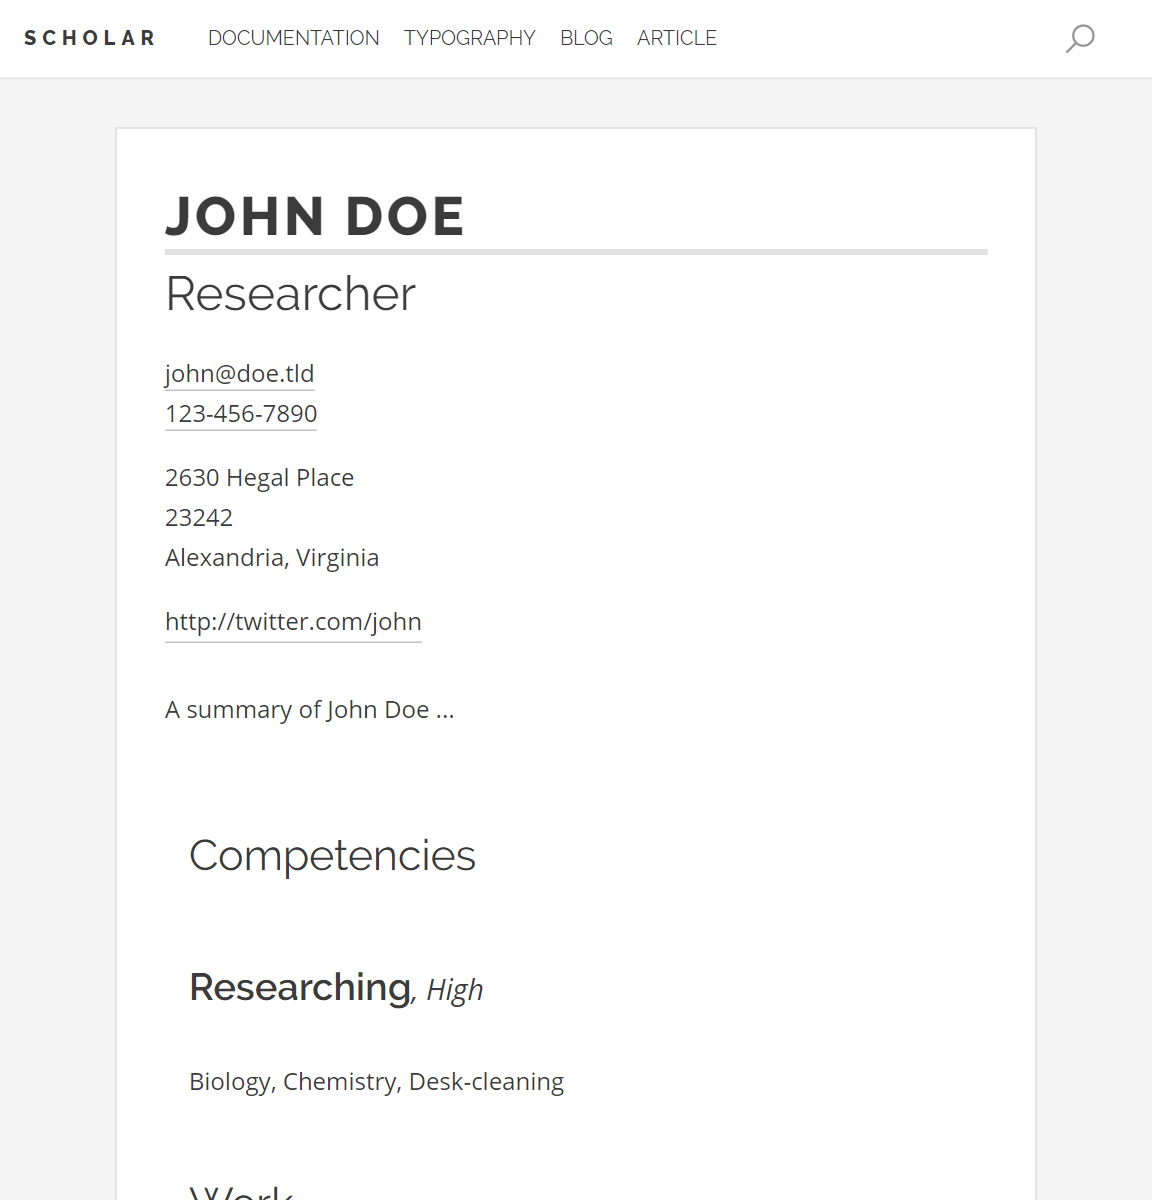 SCHOLAR DOCUMENTATION TYPOGRAPHY BLOG ARTICLE
JOHN DOE
Researcher
john@doe.tld
123-456-7890
2630 Hegal Place
23242
Alexandria, Virginia
http://twitter.com/john
A summary of John Doe ...
Competencies
Researching, High
Biology, Chemistry, Desk-cleaning
Work